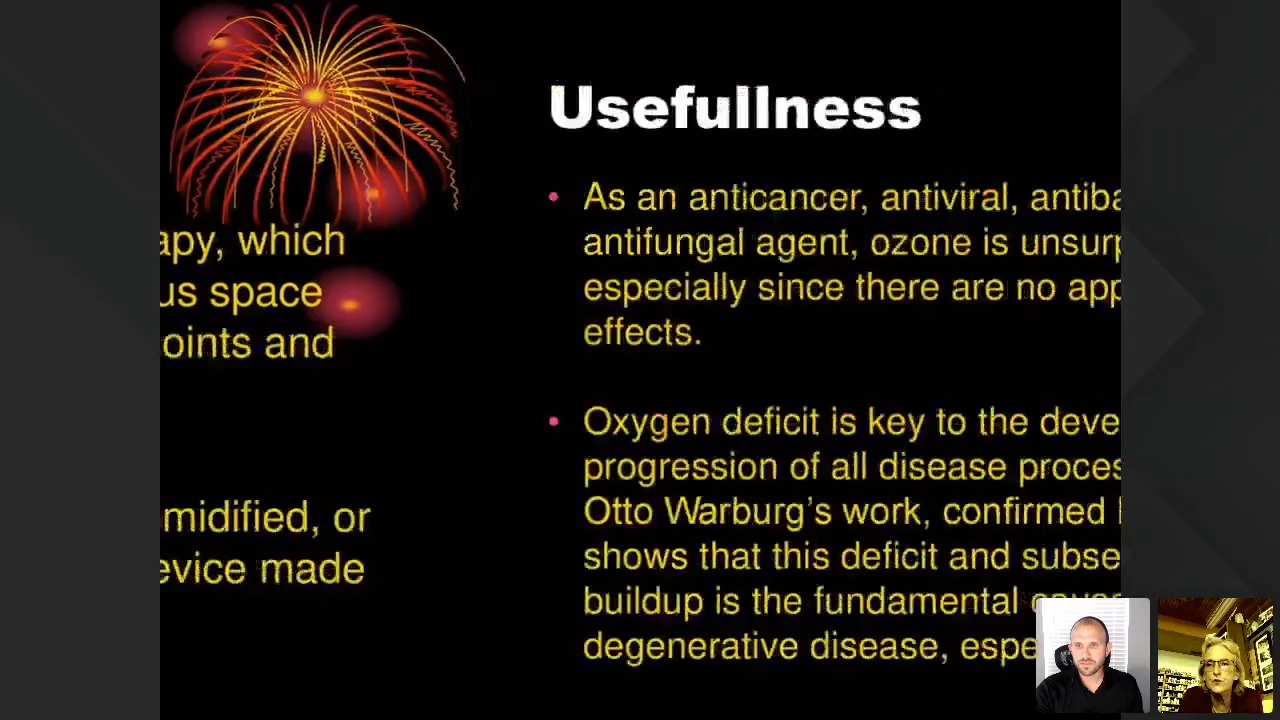 apy, which
us space
oints and
midified, or
evice made
Usefullness
• As an anticancer, antiviral, antiba
antifungal agent, ozone is unsurp
especially since there are no app
effects.
• Oxygen deficit is key to the deve
progression of all disease proces
Otto Warburg's work, confirmed
shows that this deficit and subse
buildup is the fundamental
degenerative disease, espe